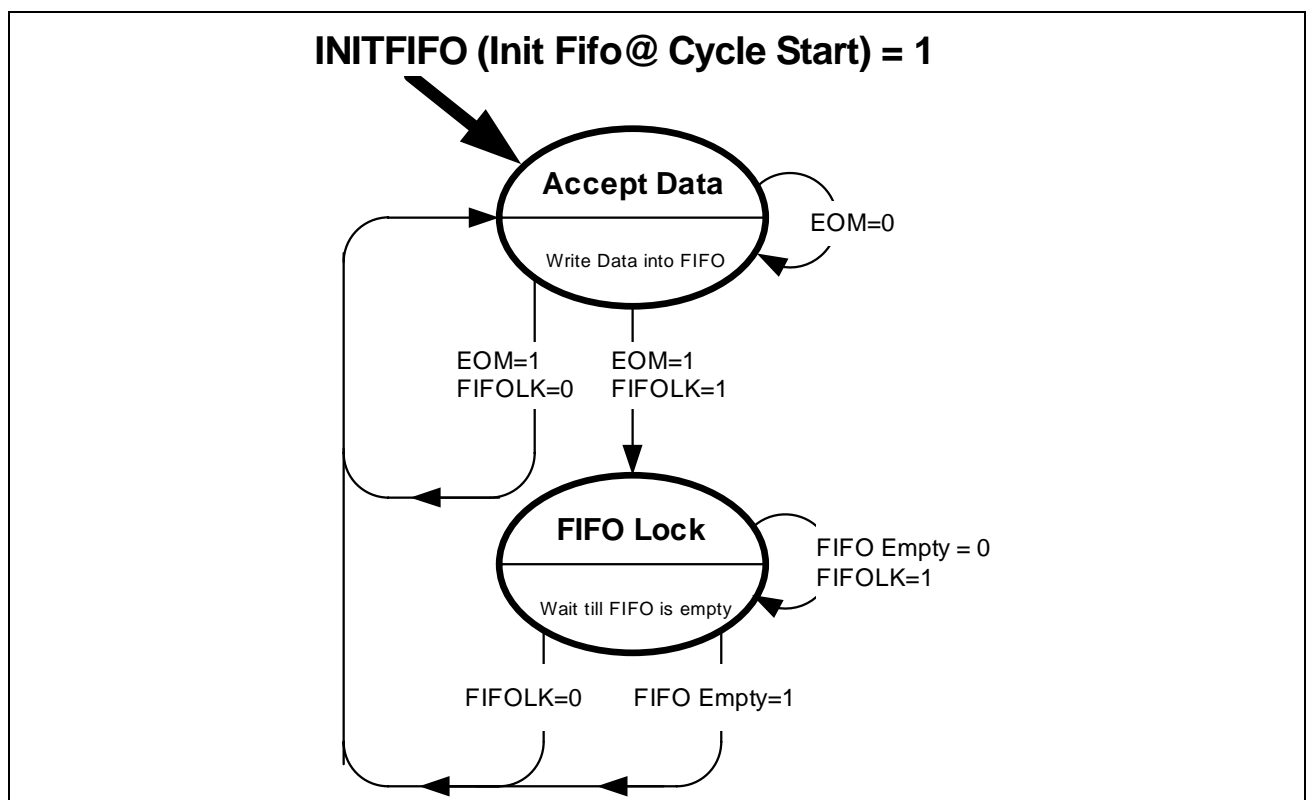 INITFIFO (Init Fifo@ Cycle Start) = 1
Accept Data
EOM=0
Write Data into FIFO
EOM=1
FIFOLK=0
EOM=1
FIFOLK=1
FIFO Lock
FIFO Empty = 0
FIFOLK=1
Wait till FIFO is empty
FIFOLK=0
FIFO Empty=1